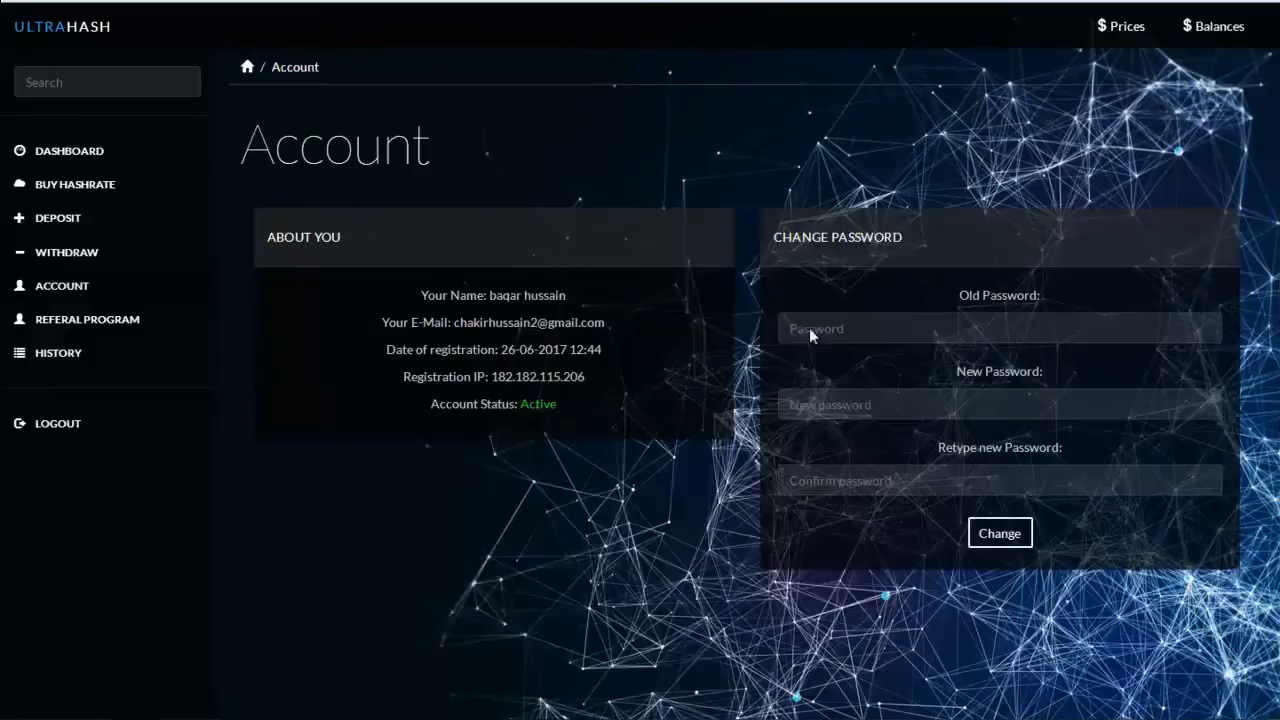 ULTRAHASH
$ Prices
$ Balances
Search
/ Account
DASHBOARD
BUY HASHRATE
DEPOSIT
WITHDRAW
ACCOUNT
REFERAL PROGRAM
HISTORY
LOGOUT
Account
ABOUT YOU
Your Name: baqar hussain
Your E-Mail: chakirhussain2@gmail.com
Date of registration: 26-06-2017 12:44
Registration IP: 182.182.115.206
Account Status: Active
CHANGE PASSWORD
Old Password:
Password
New Password:
New password
Retype new Password:
Confirm password
Change